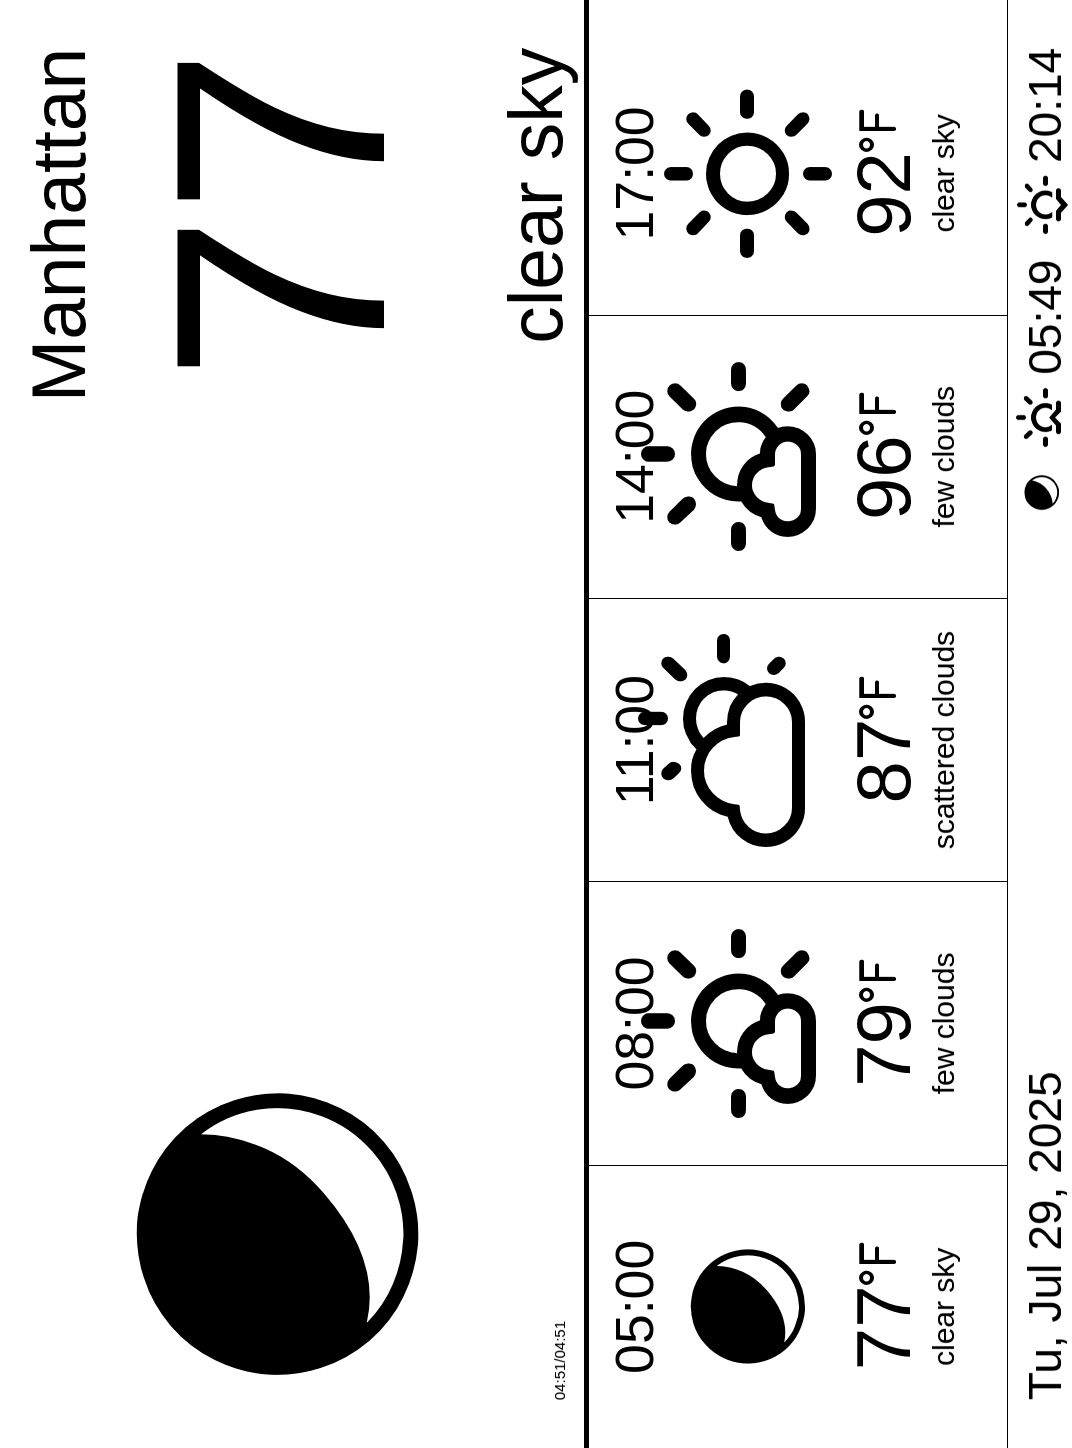 Manhattan
77
clear sky
04:51/04:51
05:00
77°F
clear sky
08:00
79°F
few clouds
11:00
87°F
scattered clouds
14:00
96°F
few clouds
17:00
92°F
clear sky
Tu, Jul 29, 2025
05:49 20:14